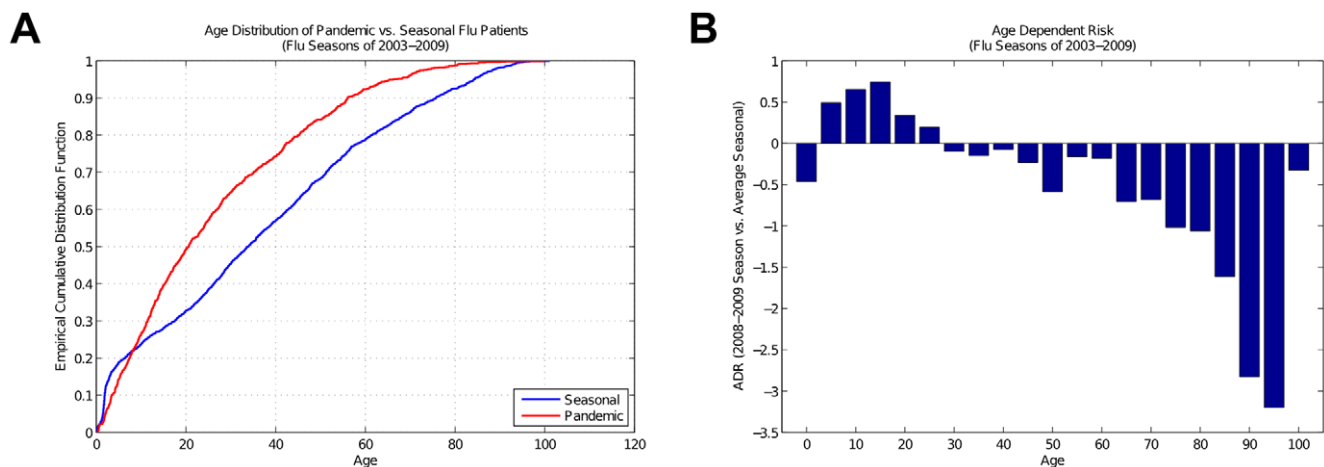 A
Age Distribution of Pandemic vs. Seasonal Flu Patients
(Flu Seasons of 2003–2009)
Empirical Cumulative Distribution Function
1
0.9
0.8
0.7
0.6
0.5
0.4
0.3
0.2
0.1
0
0 20 40 60 80 100 120
Age
Seasonal
Pandemic
B
Age Dependent Risk
(Flu Seasons of 2003–2009)
ADR (2008–2009 Season vs. Average Seasonal)
1
0.5
0
−0.5
−1
−1.5
−2
−2.5
−3
−3.5
0 10 20 30 40 50 60 70 80 90 100
Age